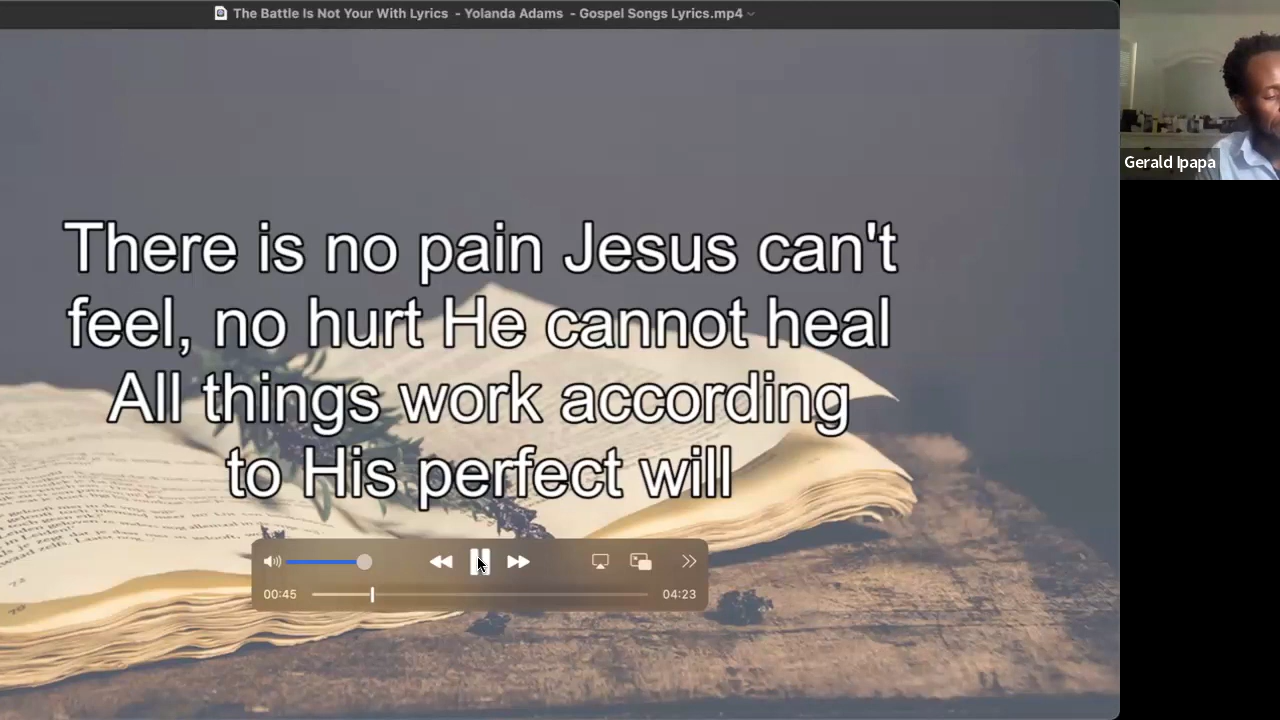 The Battle Is Not Your With Lyrics - Yolanda Adams - Gospel Songs Lyrics.mp4
Gerald Ipapa
There is no pain Jesus can't
feel, no hurt He cannot heal
All things work according
to His perfect will
00:45
04:23